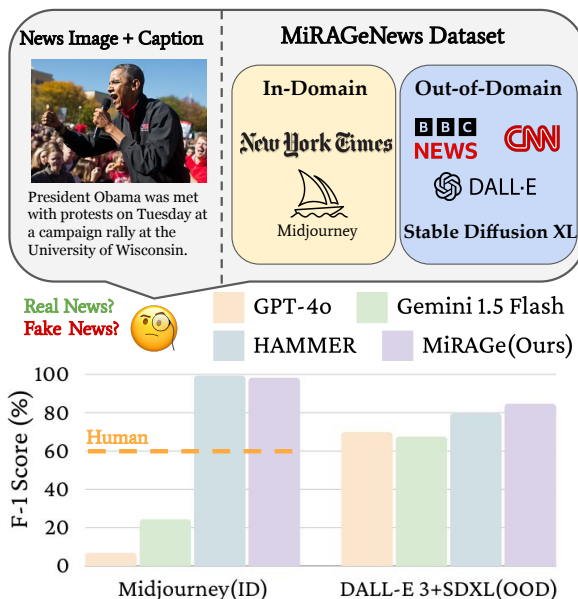 News Image + Caption
President Obama was met
with protests on Tuesday at
a campaign rally at the
University of Wisconsin.
MiRAGeNews Dataset
In-Domain
New York Times
Midjourney
Out-of-Domain
BBC
NEWS
CNN
DALL·E
Stable Diffusion XL
Real News?
Fake News?
GPT-4o
Gemini 1.5 Flash
HAMMER
MiRAGe(Ours)
F-1 Score (%)
100
80
60
40
20
0
Human
Midjourney(ID)
DALL-E 3+SDXL(OOD)